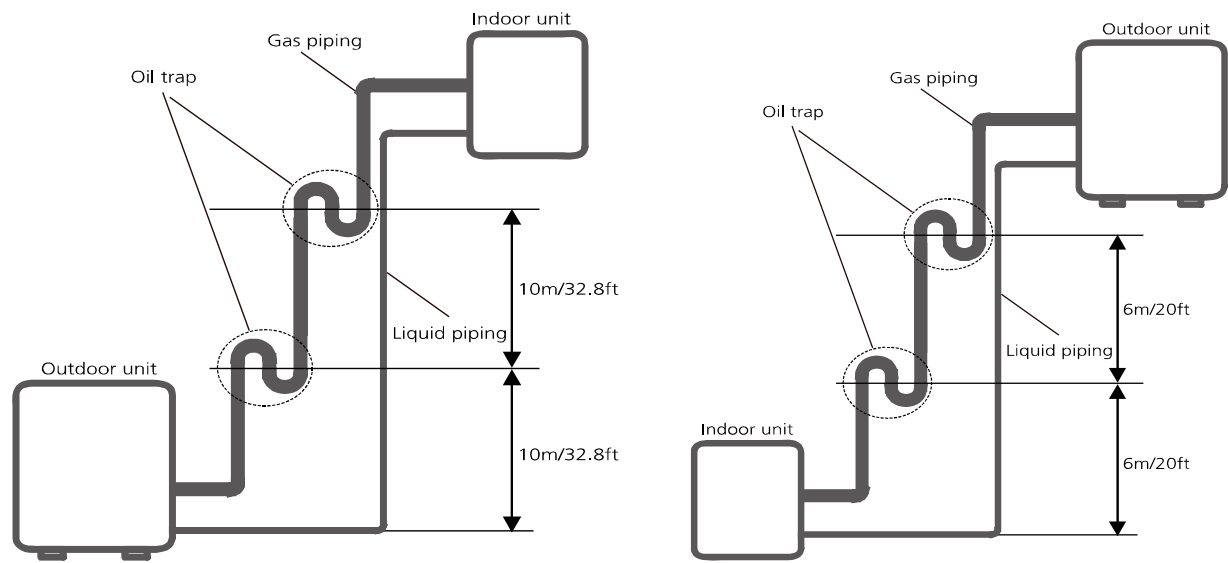 Indoor unit
Gas piping
Oil trap
10m/32.8ft
Liquid piping
Outdoor unit
10m/32.8ft
Outdoor unit
Gas piping
Oil trap
6m/20ft
Liquid piping
Indoor unit
6m/20ft